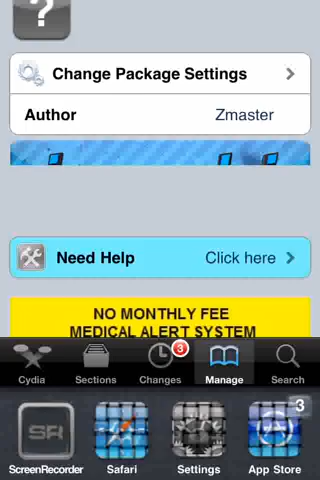 ?
Change Package Settings
Author Zmaster
Need Help Click here
NO MONTHLY FEE
MEDICAL ALERT SYSTEM
3
Cydia Sections Changes Manage Search
3
SR
ScreenRecorder Safari Settings App Store